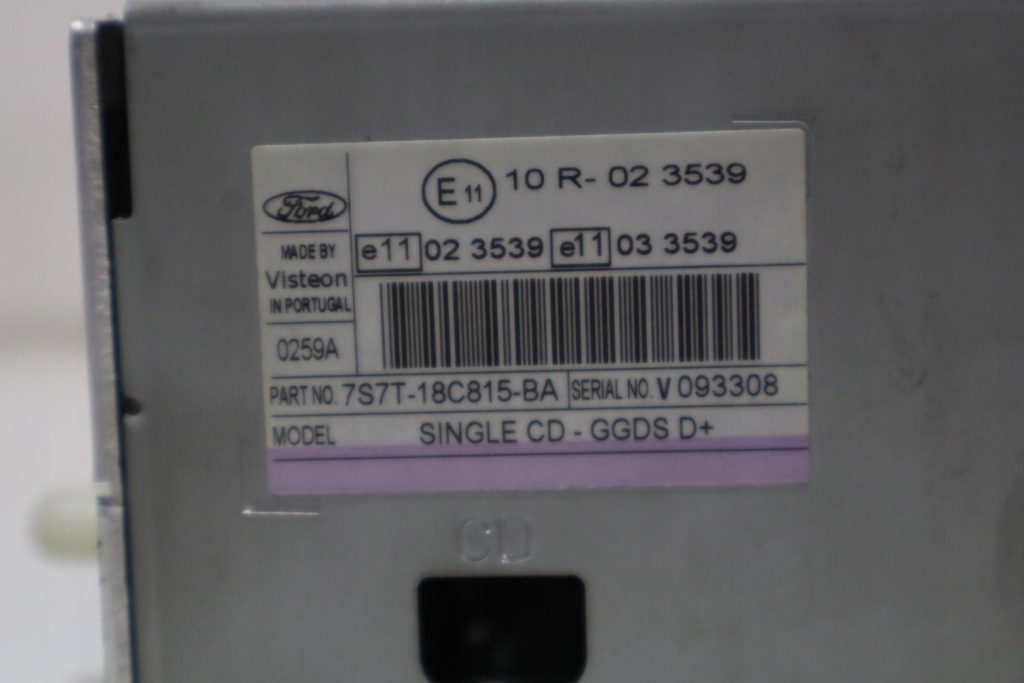 E 11 10 R- 02 3539
Ford
e11 02 3539 e11 03 3539
MADE BY
Visteon
IN PORTUGAL
0259A
PART NO. 7S7T-18C815-BA SERIAL NO. V 093308
MODEL SINGLE CD - GGDS D+
CD